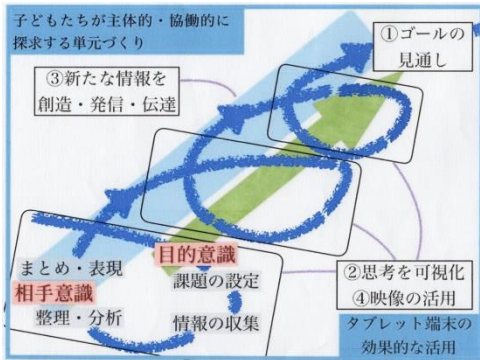 子どもたちが主体的・協働的に
探求する単元づくり
①ゴールの
見通し
③新たな情報を
創造・発信・伝達
目的意識
まとめ・表現
課題の設定
相手意識
整理・分析
情報の収集
②思考を可視化
④映像の活用
タブレット端末の
効果的な活用